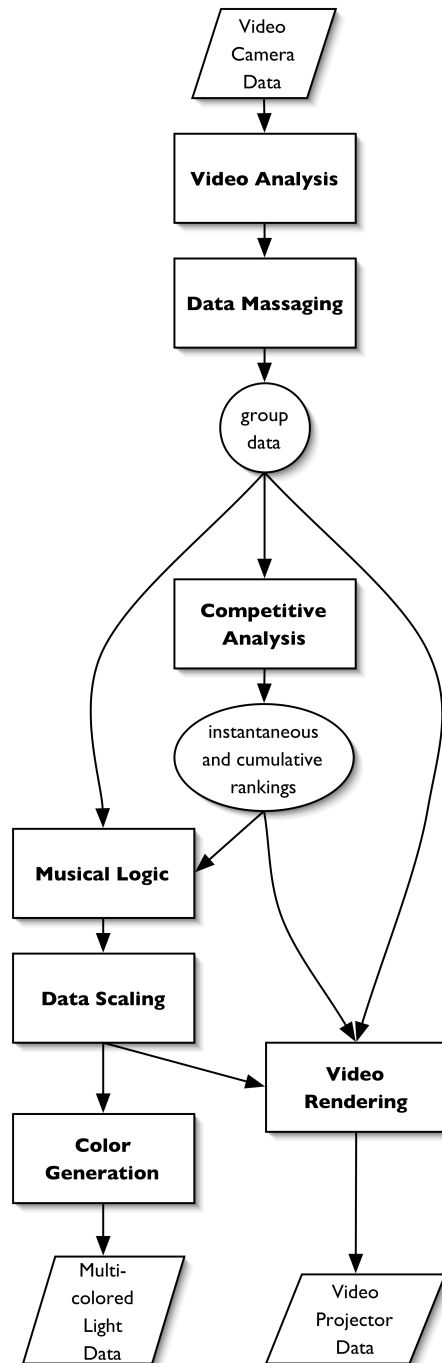 Video
Camera
Data
Video Analysis
Data Massaging
group
data
Competitive
Analysis
instantaneous
and cumulative
rankings
Musical Logic
Data Scaling
Video
Rendering
Color
Generation
Multi-
colored
Light
Data
Video
Projector
Data